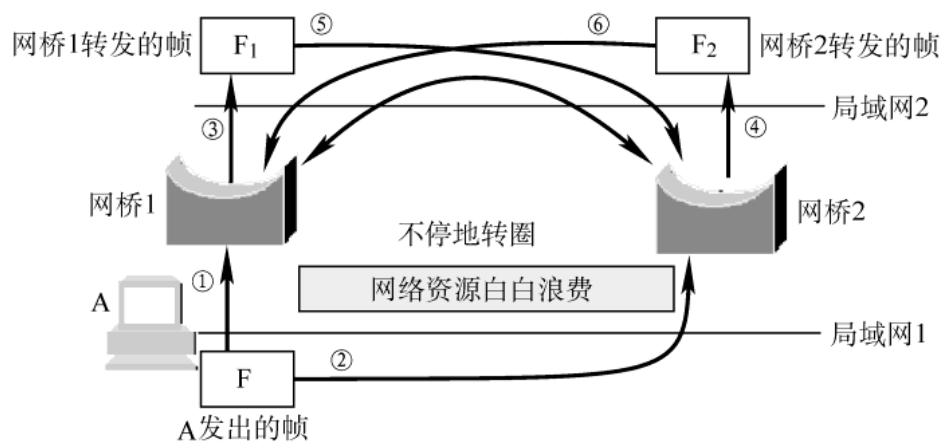 ⑤
⑥
网桥1转发的帧
F₁
F₂
网桥2转发的帧
局域网2
③
④
网桥1
网桥2
不停地转圈
①
网络资源白白浪费
A
局域网1
②
F
A发出的帧